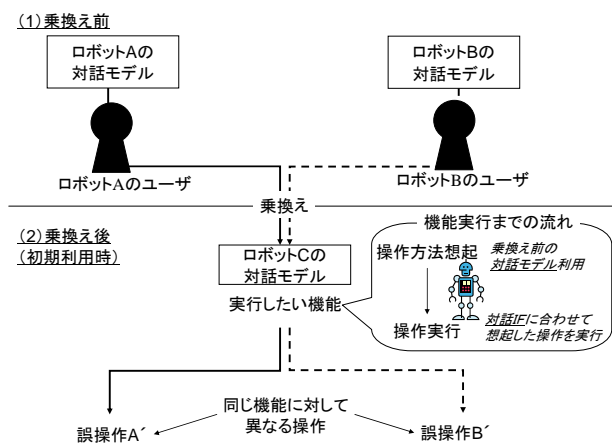 (1)乗換え前
ロボットAの
対話モデル
ロボットBの
対話モデル
ロボットAのユーザ
ロボットBのユーザ
乗換え
(2)乗換え後
(初期利用時)
ロボットCの
対話モデル
実行したい機能
機能実行までの流れ
操作方法想起
乗換え前の
対話モデル利用
対話IFに合わせて
想起した操作を実行
操作実行
同じ機能に対して
異なる操作
誤操作A´
誤操作B´